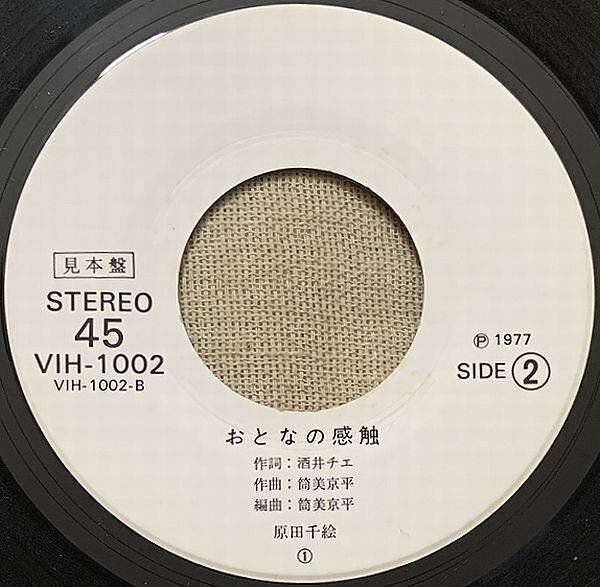 見本盤
STEREO
45
VIH-1002
VIH-1002-B
Ⓟ 1977
SIDE ②
おとなの感触
作詞：酒井チエ
作曲：筒美京平
編曲：筒美京平
原田千絵
①